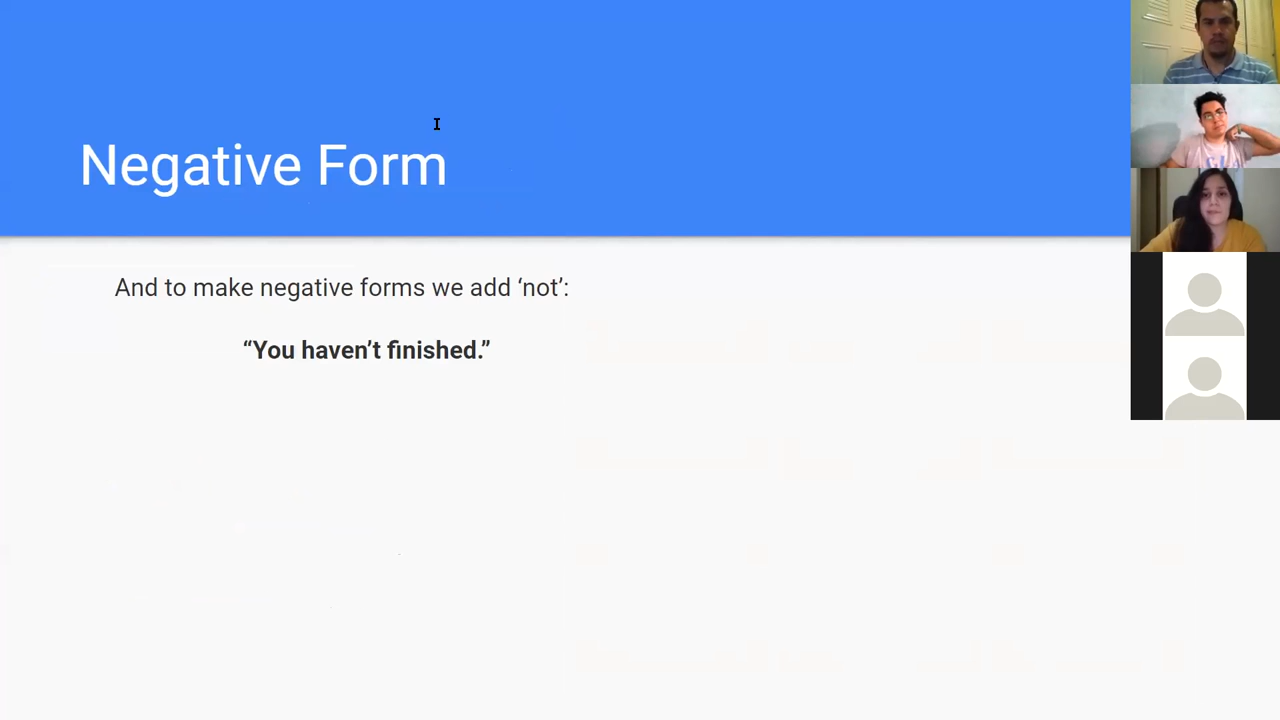 Negative Form
And to make negative forms we add ‘not’:
“You haven’t finished.”